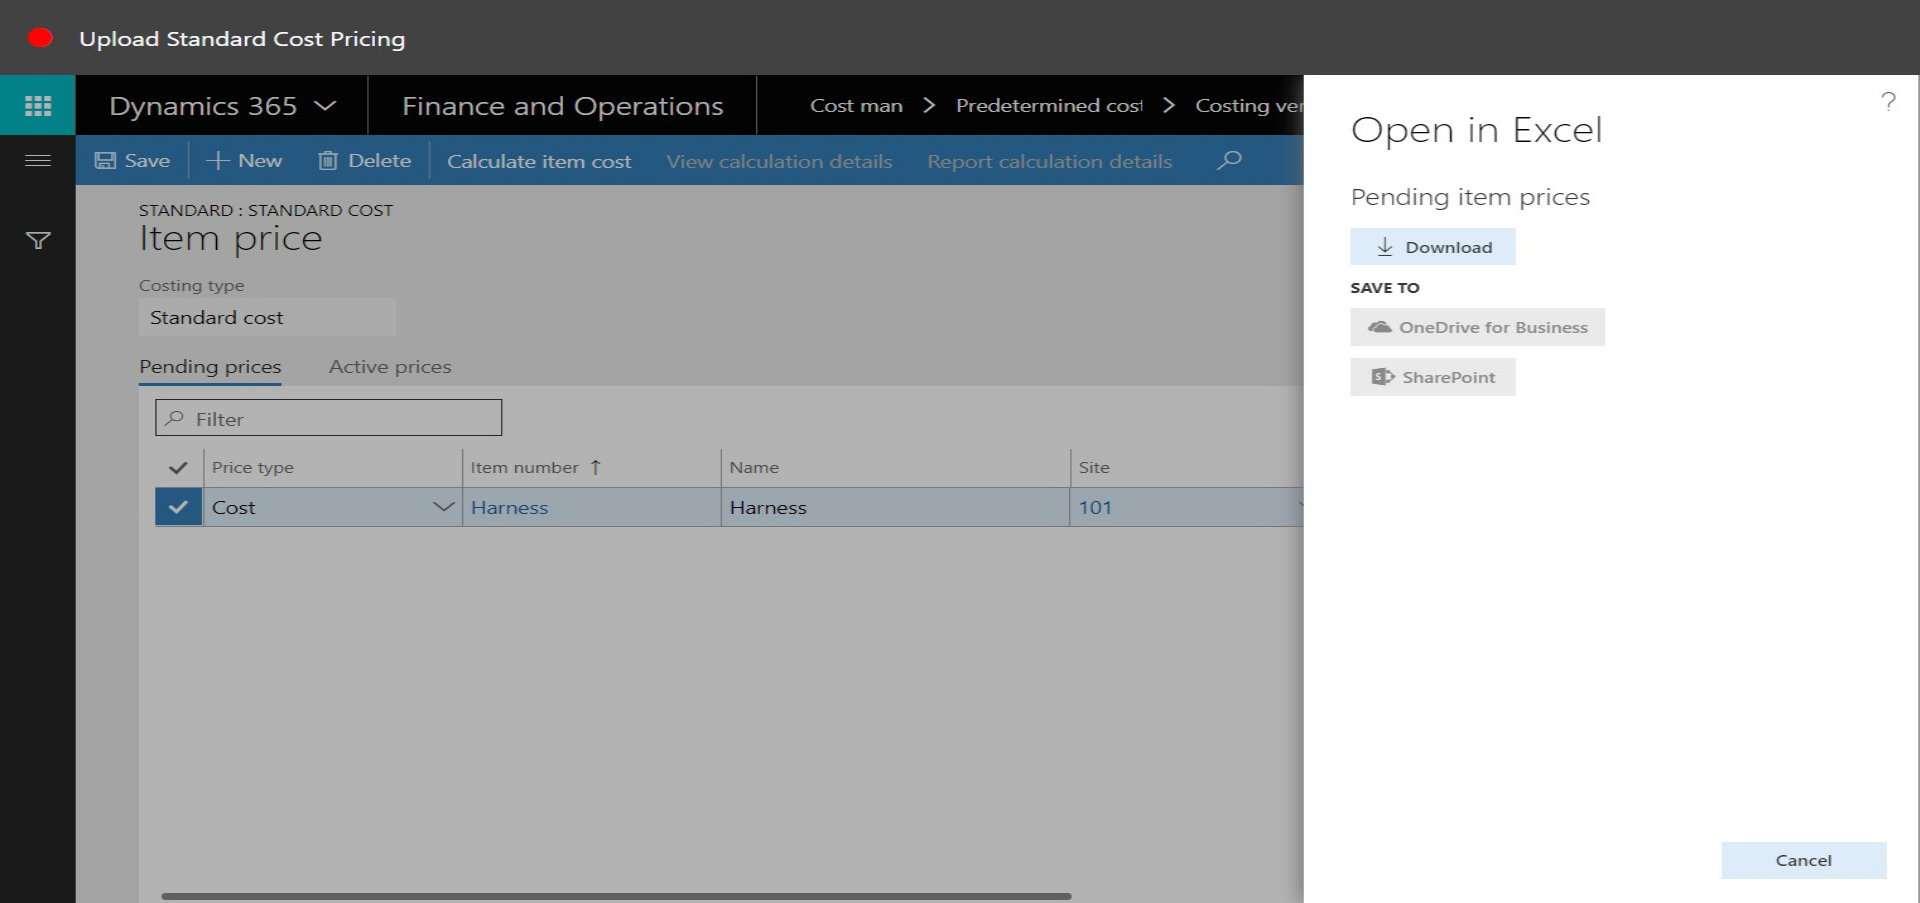 Upload Standard Cost Pricing
Dynamics 365 Finance and Operations Cost man > Predetermined cost > Costing ver
Save + New Delete Calculate item cost View calculation details Report calculation details
STANDARD : STANDARD COST
Item price
Costing type
Standard cost
Pending prices Active prices
Filter
Price type Item number ↑ Name Site
Cost Harness Harness 101
?
Open in Excel
Pending item prices
Download
SAVE TO
OneDrive for Business
SharePoint
Cancel